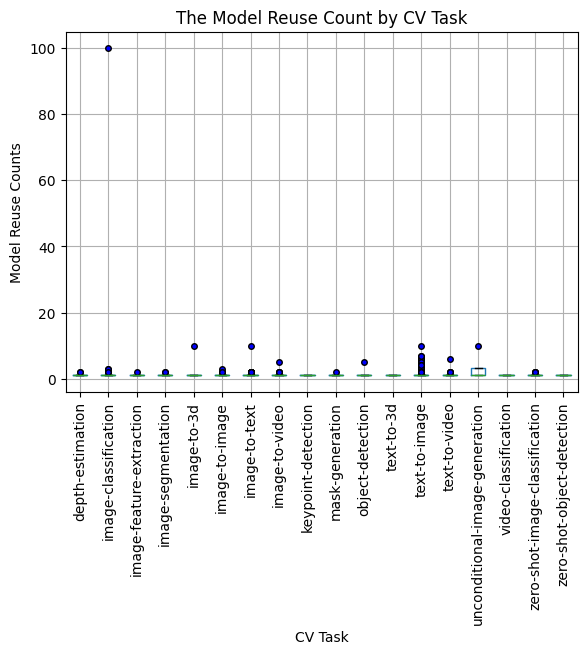 The Model Reuse Count by CV Task
Model Reuse Counts
100
80
60
40
20
0
depth-estimation
image-classification
image-feature-extraction
image-segmentation
image-to-3d
image-to-image
image-to-text
image-to-video
keypoint-detection
mask-generation
object-detection
text-to-3d
text-to-image
text-to-video
unconditional-image-generation
video-classification
zero-shot-image-classification
zero-shot-object-detection
CV Task